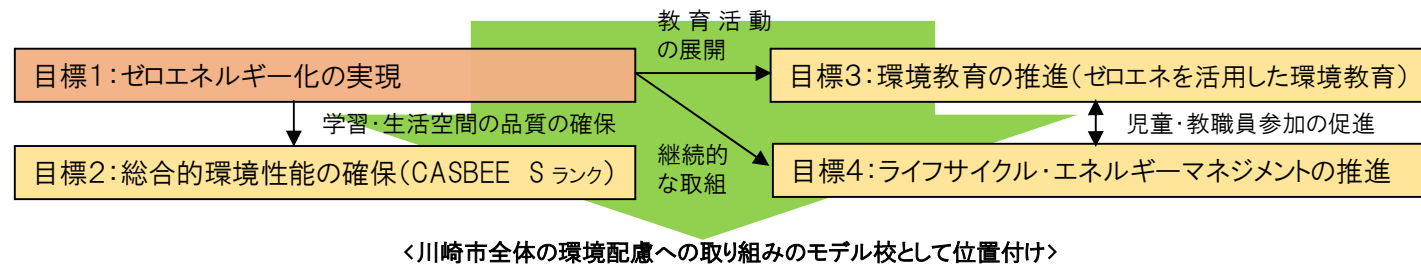 教育活動
の展開
目標1：ゼロエネルギー化の実現
目標3：環境教育の推進（ゼロエネを活用した環境教育）
学習・生活空間の品質の確保
児童・教職員参加の促進
継続的
な取組
目標2：総合的環境性能の確保（CASBEE Sランク）
目標4：ライフサイクル・エネルギーマネジメントの推進
<川崎市全体の環境配慮への取り組みのモデル校として位置付け>